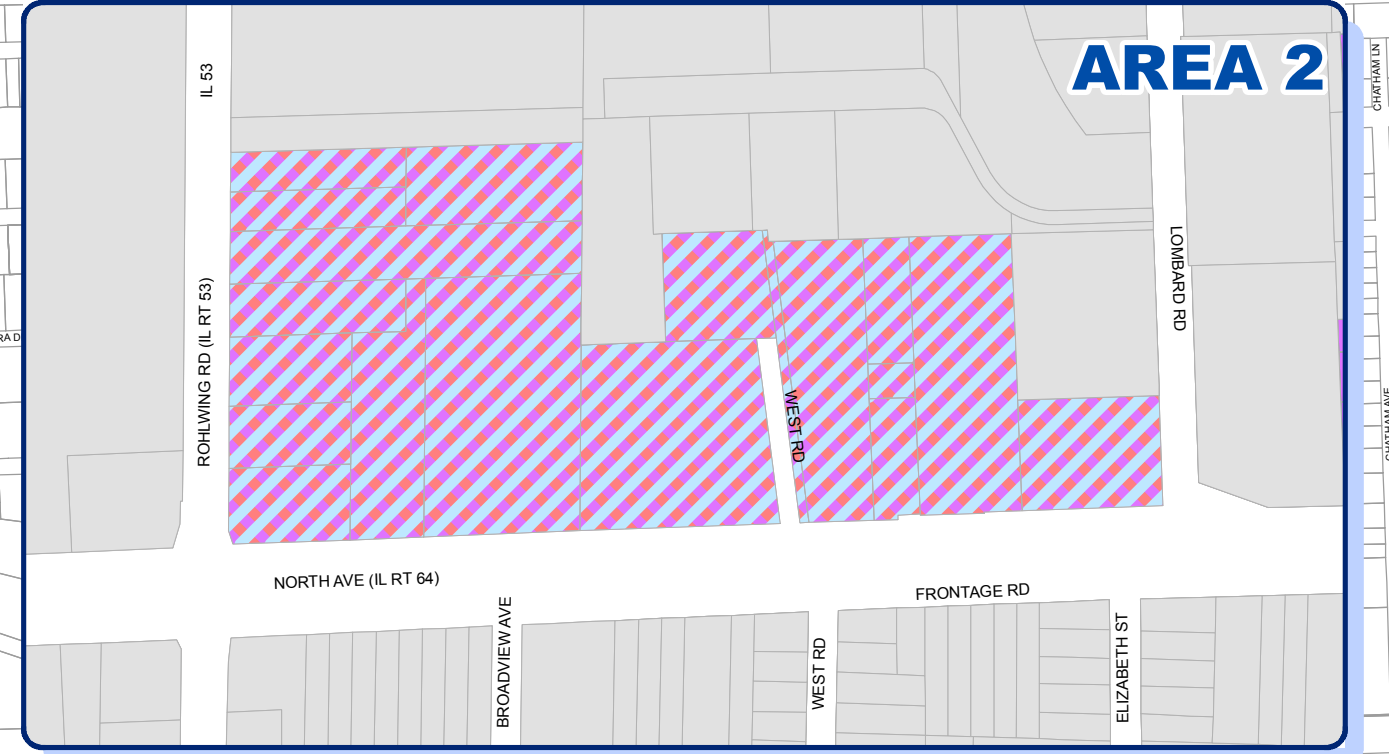 AREA 2
IL 53
CHATHAM LN
ROHLWING RD (IL RT 53)
LOMBARD RD
RA D
WEST RD
CHATHAM AVE
NORTH AVE (IL RT 64)
FRONTAGE RD
BROADVIEW AVE
WEST RD
ELIZABETH ST